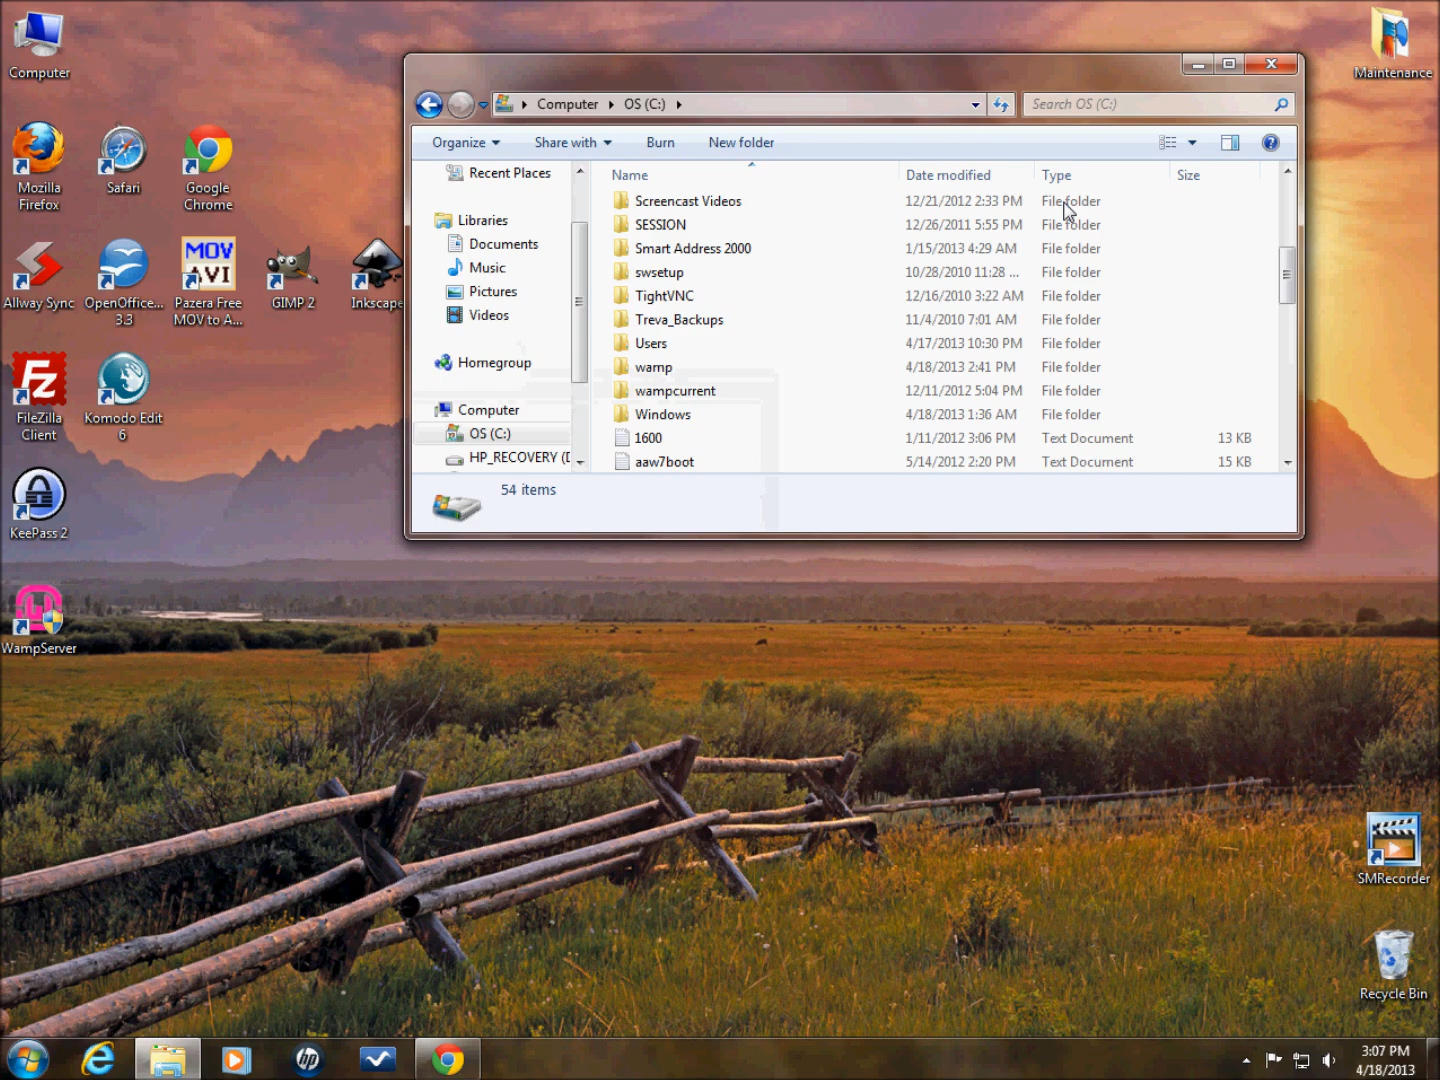 Computer
Maintenance
Mozilla
Firefox
Safari
Google
Chrome
Allway Sync
OpenOffice...
3.3
MOV
AVI
Pazera Free
MOV to A...
GIMP 2
Inkscape
FileZilla
Client
Komodo Edit
6
KeePass 2
WampServer
Computer OS (C:)
Search OS (C:)
Organize Share with Burn New folder
Recent Places
Libraries
Documents
Music
Pictures
Videos
Homegroup
Computer
OS (C:)
HP_RECOVERY (D
Name Date modified Type Size
Screencast Videos 12/21/2012 2:33 PM File folder
SESSION 12/26/2011 5:55 PM File folder
Smart Address 2000 1/15/2013 4:29 AM File folder
swsetup 10/28/2010 11:28 ... File folder
TightVNC 12/16/2010 3:22 AM File folder
Treva_Backups 11/4/2010 7:01 AM File folder
Users 4/17/2013 10:30 PM File folder
wamp 4/18/2013 2:41 PM File folder
wampcurrent 12/11/2012 5:04 PM File folder
Windows 4/18/2013 1:36 AM File folder
1600 1/11/2012 3:06 PM Text Document 13 KB
aaw7boot 5/14/2012 2:20 PM Text Document 15 KB
54 items
SMRecorder
Recycle Bin
hp
3:07 PM
4/18/2013